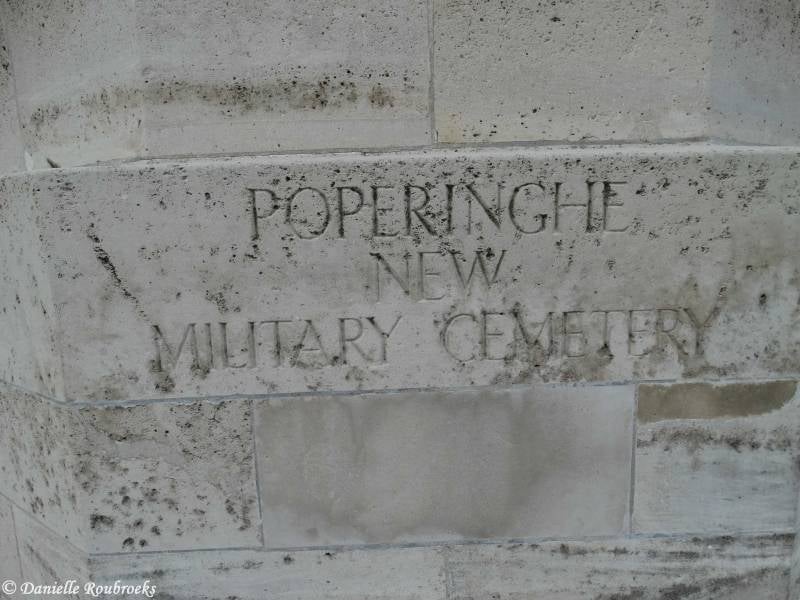 POPERINGHE
NEW
MILITARY CEMETERY
© Danielle Roubroeks